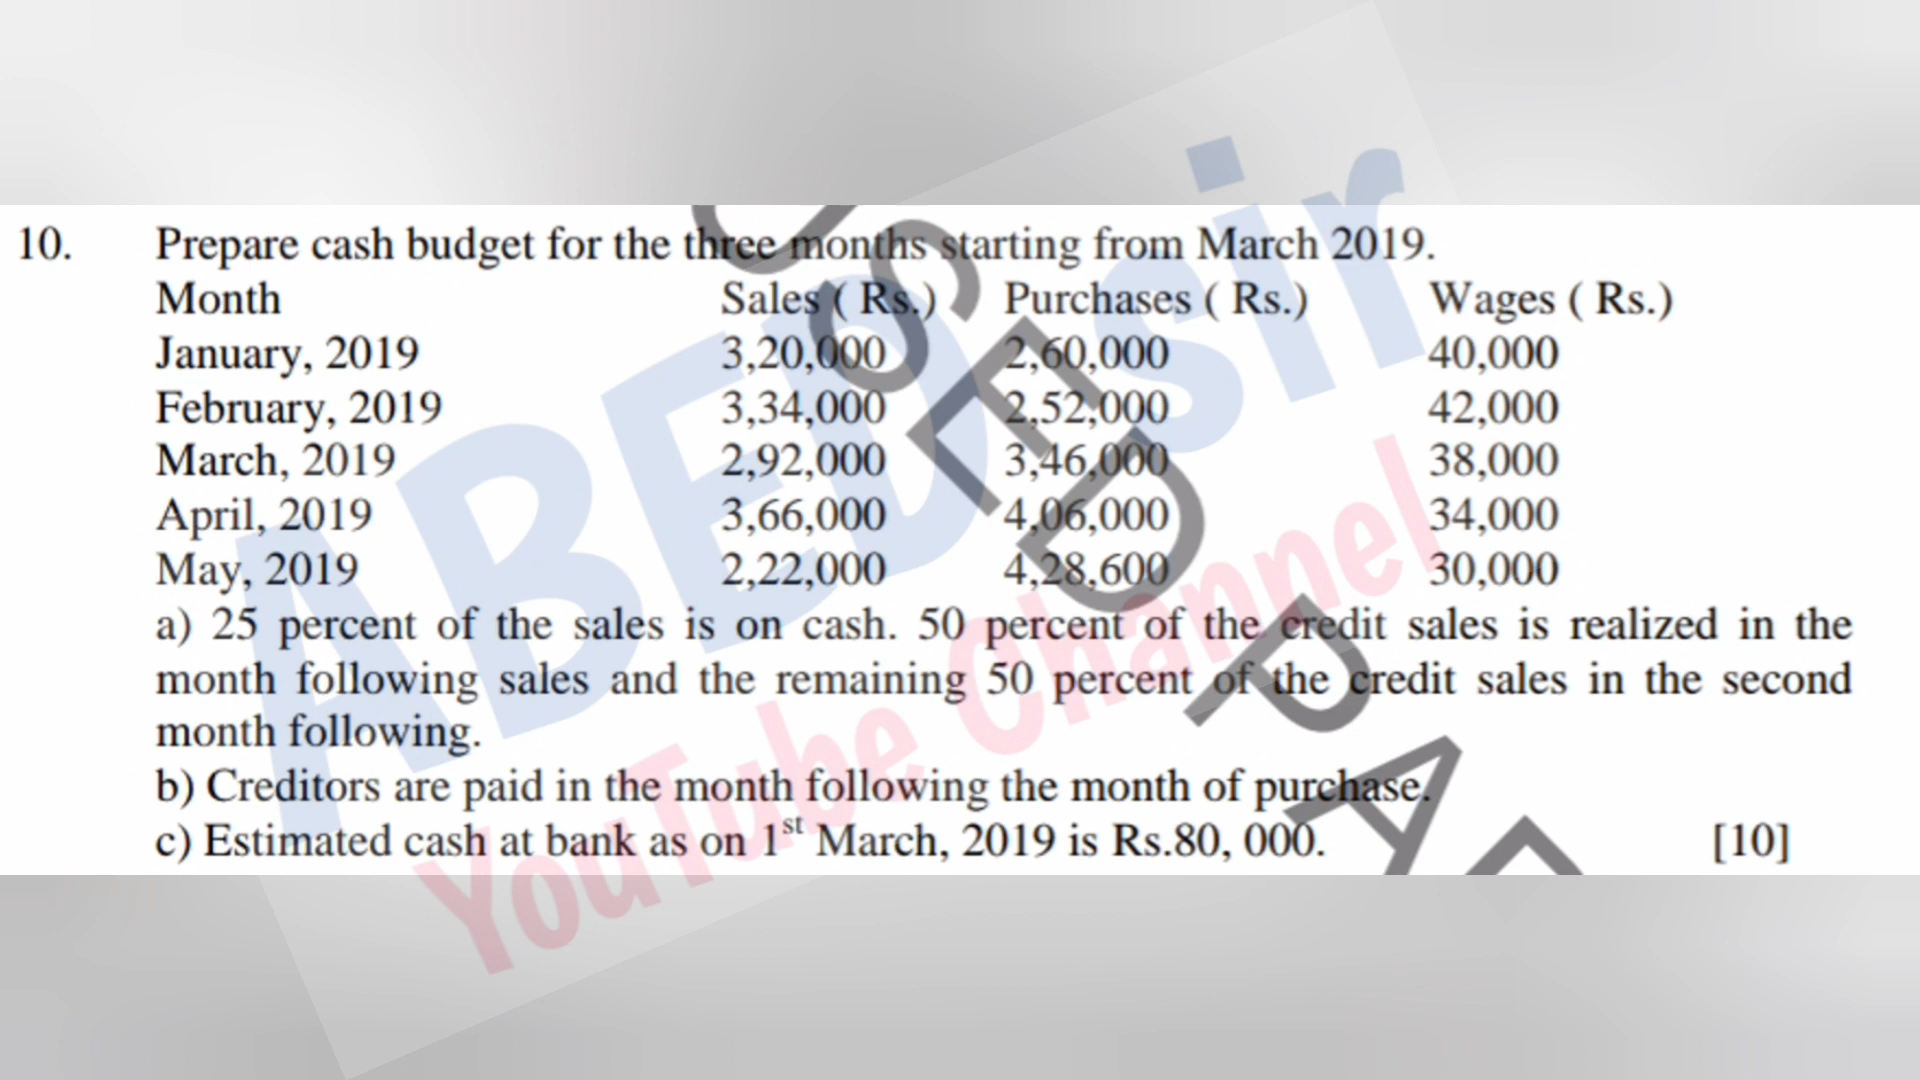 10. Prepare cash budget for the three months starting from March 2019.
Month Sales ( Rs.) Purchases ( Rs.) Wages ( Rs.)
January, 2019 3,20,000 2,60,000 40,000
February, 2019 3,34,000 2,52,000 42,000
March, 2019 2,92,000 3,46,000 38,000
April, 2019 3,66,000 4,06,000 34,000
May, 2019 2,22,000 4,28,600 30,000
a) 25 percent of the sales is on cash. 50 percent of the credit sales is realized in the
month following sales and the remaining 50 percent of the credit sales in the second
month following.
b) Creditors are paid in the month following the month of purchase.
c) Estimated cash at bank as on 1st March, 2019 is Rs.80, 000. [10]
ABED sir
YouTube Channel